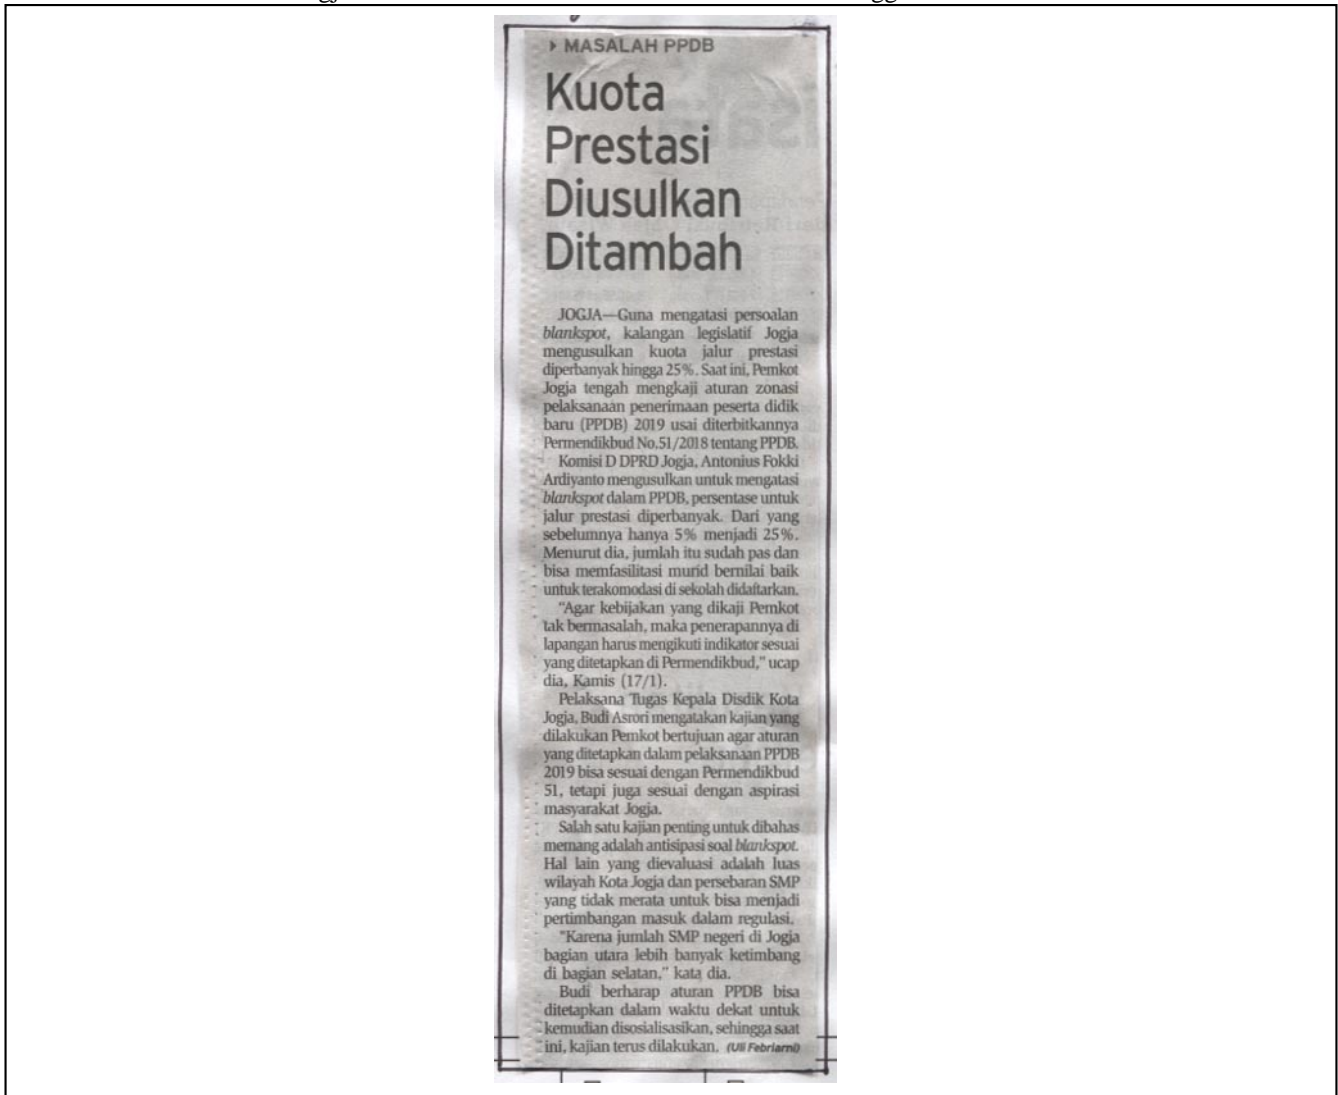 MASALAH PPDB
Kuota
Prestasi
Diusulkan
Ditambah
JOGJA—Guna mengatasi persoalan
blankspot, kalangan legislatif Jogja
mengusulkan kuota jalur prestasi
diperbanyak hingga 25%. Saat ini, Pemkot
Jogja tengah mengkaji aturan zonasi
pelaksanaan penerimaan peserta didik
baru (PPDB) 2019 usai diterbitkannya
Permendikbud No.51/2018 tentang PPDB.
Komisi D DPRD Jogja, Antonius Fokki
Ardiyanto mengusulkan untuk mengatasi
blankspot dalam PPDB, persentase untuk
jalur prestasi diperbanyak. Dari yang
sebelumnya hanya 5% menjadi 25%.
Menurut dia, jumlah itu sudah pas dan
bisa memfasilitasi murid bernilai baik
untuk terakomodasi di sekolah didaftarkan.
"Agar kebijakan yang dikaji Pemkot
tak bermasalah, maka penerapannya di
lapangan harus mengikuti indikator sesuai
yang ditetapkan di Permendikbud," ucap
dia, Kamis (17/1).
Pelaksana Tugas Kepala Disdik Kota
Jogja, Budi Asrori mengatakan kajian yang
dilakukan Pemkot bertujuan agar aturan
yang ditetapkan dalam pelaksanaan PPDB
2019 bisa sesuai dengan Permendikbud
51, tetapi juga sesuai dengan aspirasi
masyarakat Jogja.
Salah satu kajian penting untuk dibahas
memang adalah antisipasi soal blankspot.
Hal lain yang dievaluasi adalah luas
wilayah Kota Jogja dan persebaran SMP
yang tidak merata untuk bisa menjadi
pertimbangan masuk dalam regulasi.
"Karena jumlah SMP negeri di Jogja
bagian utara lebih banyak ketimbang
di bagian selatan," kata dia.
Budi berharap aturan PPDB bisa
ditetapkan dalam waktu dekat untuk
kemudian disosialisasikan, sehingga saat
ini, kajian terus dilakukan. (Uli Febriarni)